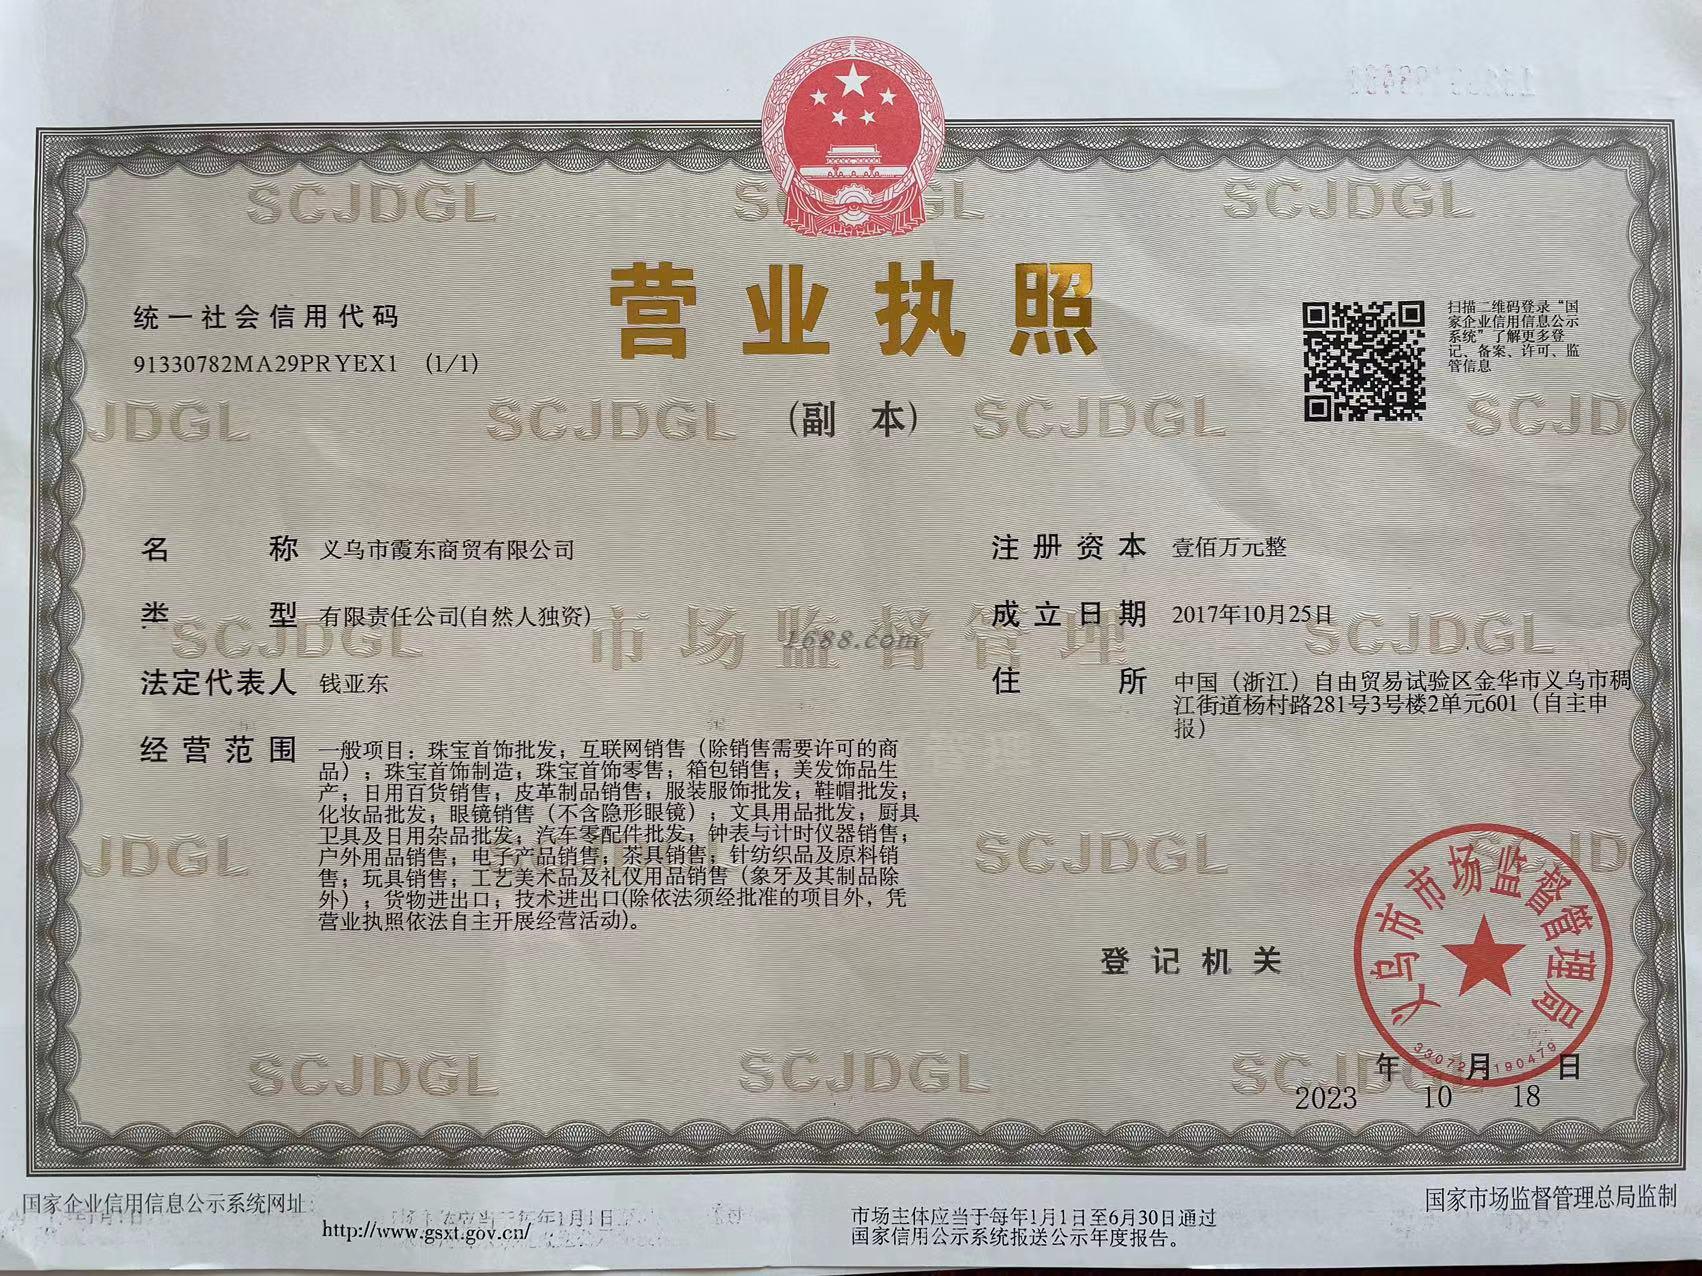 SCJDGL
SCJDGL
营业执照
(副 本)
统一社会信用代码
91330782MA29PRYEX1 (1/1)
扫描二维码登录“国
家企业信用信息公示
系统”了解更多登
记、备案、许可、监
管信息
JDGL
SCJDGL
SCJDGL
SCJD
名 称 义乌市霞东商贸有限公司
类 型 有限责任公司(自然人独资)
法定代表人 钱亚东
经营范围 一般项目：珠宝首饰批发；互联网销售（除销售需要许可的商
品）；珠宝首饰制造；珠宝首饰零售；箱包销售；美发饰品生
产；日用百货销售；皮革制品销售；服装服饰批发；鞋帽批发；
化妆品批发；眼镜销售（不含隐形眼镜）；文具用品批发；厨具
卫具及日用杂品批发；汽车零配件批发；钟表与计时仪器销售；
户外用品销售；电子产品销售；茶具销售；针纺织品及原料销
售；玩具销售；工艺美术品及礼仪用品销售（象牙及其制品除
外）；货物进出口；技术进出口(除依法须经批准的项目外，凭
营业执照依法自主开展经营活动)。
注册资本 壹佰万元整
成立日期 2017年10月25日
住 所 中国（浙江）自由贸易试验区金华市义乌市稠
江街道杨村路281号3号楼2单元601（自主申
报）
SCJDGL
市场监督管理
1688.com
SCJDGL
JDGL
SCJDGL
登记机关
义乌市市场监督管理局
年 月 日
2023 10 18
SCJDGL
SCJDGL
SCJDGL
国家企业信用信息公示系统网址：
http://www.gsxt.gov.cn/
市场主体应当于每年1月1日至6月30日通过
国家信用公示系统报送公示年度报告。
国家市场监督管理总局监制